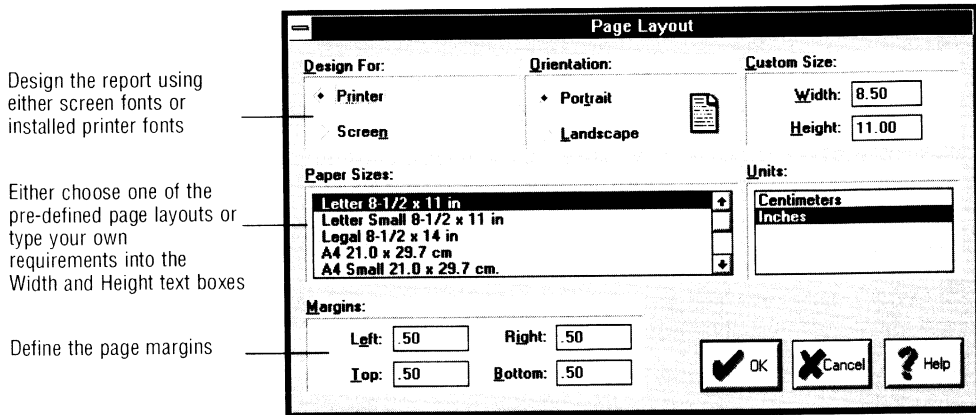 Page Layout
Design the report using
either screen fonts or
installed printer fonts
Design For:
Printer
Screen
Orientation:
Portrait
Landscape
Custom Size:
Width: 8.50
Height: 11.00
Either choose one of the
pre-defined page layouts or
type your own
requirements into the
Width and Height text boxes
Paper Sizes:
Letter 8-1/2 x 11 in
Letter Small 8-1/2 x 11 in
Legal 8-1/2 x 14 in
A4 21.0 x 29.7 cm
A4 Small 21.0 x 29.7 cm.
Units:
Centimeters
Inches
Define the page margins
Margins:
Left: .50
Right: .50
Top: .50
Bottom: .50
OK
Cancel
Help